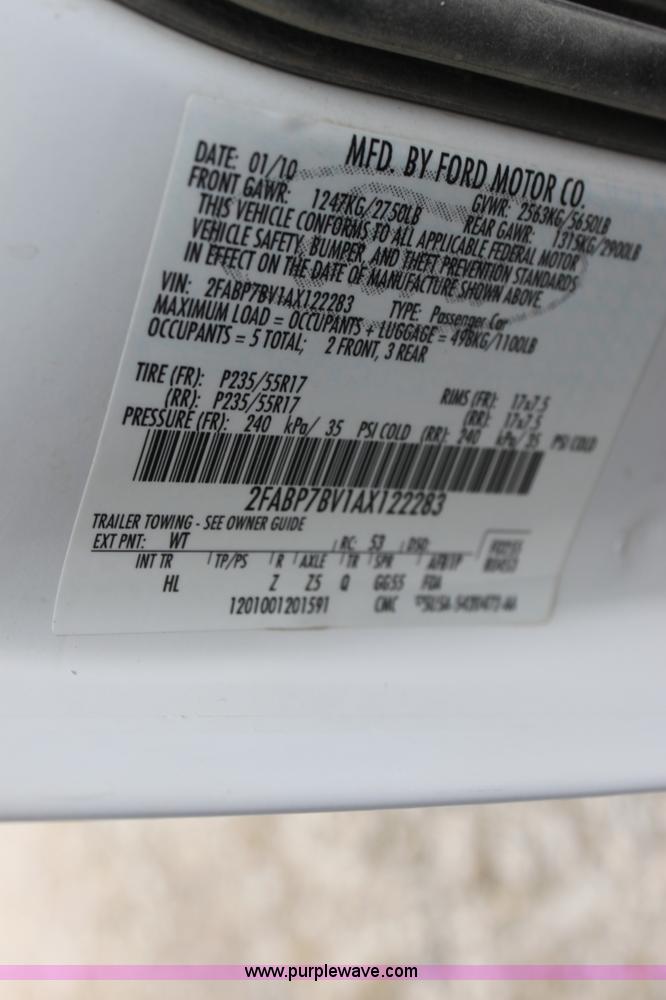 MFD. BY FORD MOTOR CO.
DATE: 01/10 GVWR: 2563KG/5650LB
FRONT GAWR: 1247KG/2750LB REAR GAWR: 1315KG/2900LB
THIS VEHICLE CONFORMS TO ALL APPLICABLE FEDERAL MOTOR
VEHICLE SAFETY, BUMPER, AND THEFT PREVENTION STANDARDS
IN EFFECT ON THE DATE OF MANUFACTURE SHOWN ABOVE.
VIN: 2FABP7BV1AX122283 TYPE: Passenger Car
MAXIMUM LOAD = OCCUPANTS + LUGGAGE = 498KG/1100LB
OCCUPANTS = 5 TOTAL; 2 FRONT, 3 REAR
TIRE (FR): P235/55R17 RIMS (FR): 17x7.5
(RR): P235/55R17 (RR): 17x7.5
PRESSURE (FR): 240 kPa/ 35 PSI COLD (RR): 240 kPa/ 35 PSI COLD
2FABP7BV1AX122283
TRAILER TOWING - SEE OWNER GUIDE
EXT PNT: WT RC: 53 DSO:
INT TR TP/PS R AXLE TR SPR
HL Z Z5 Q GG55
1201001201591 CMC
www.purplewave.com